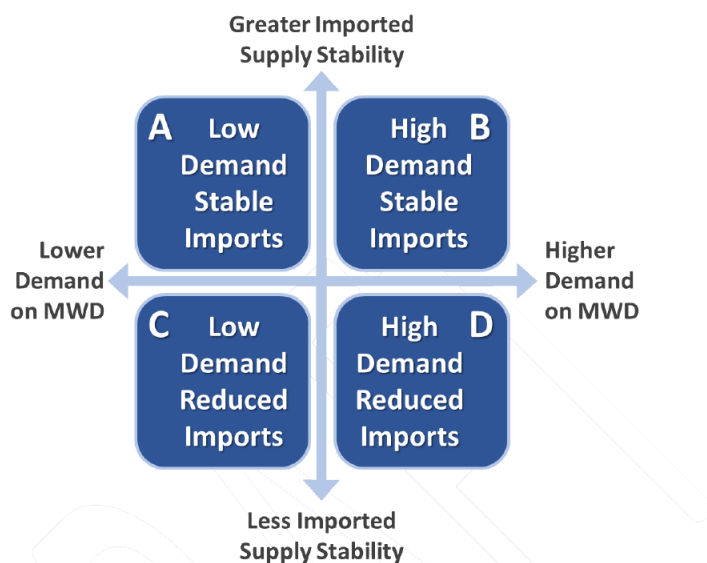 Greater Imported
Supply Stability
A Low
Demand
Stable
Imports
High B
Demand
Stable
Imports
Lower
Demand
on MWD
Higher
Demand
on MWD
C Low
Demand
Reduced
Imports
High D
Demand
Reduced
Imports
Less Imported
Supply Stability